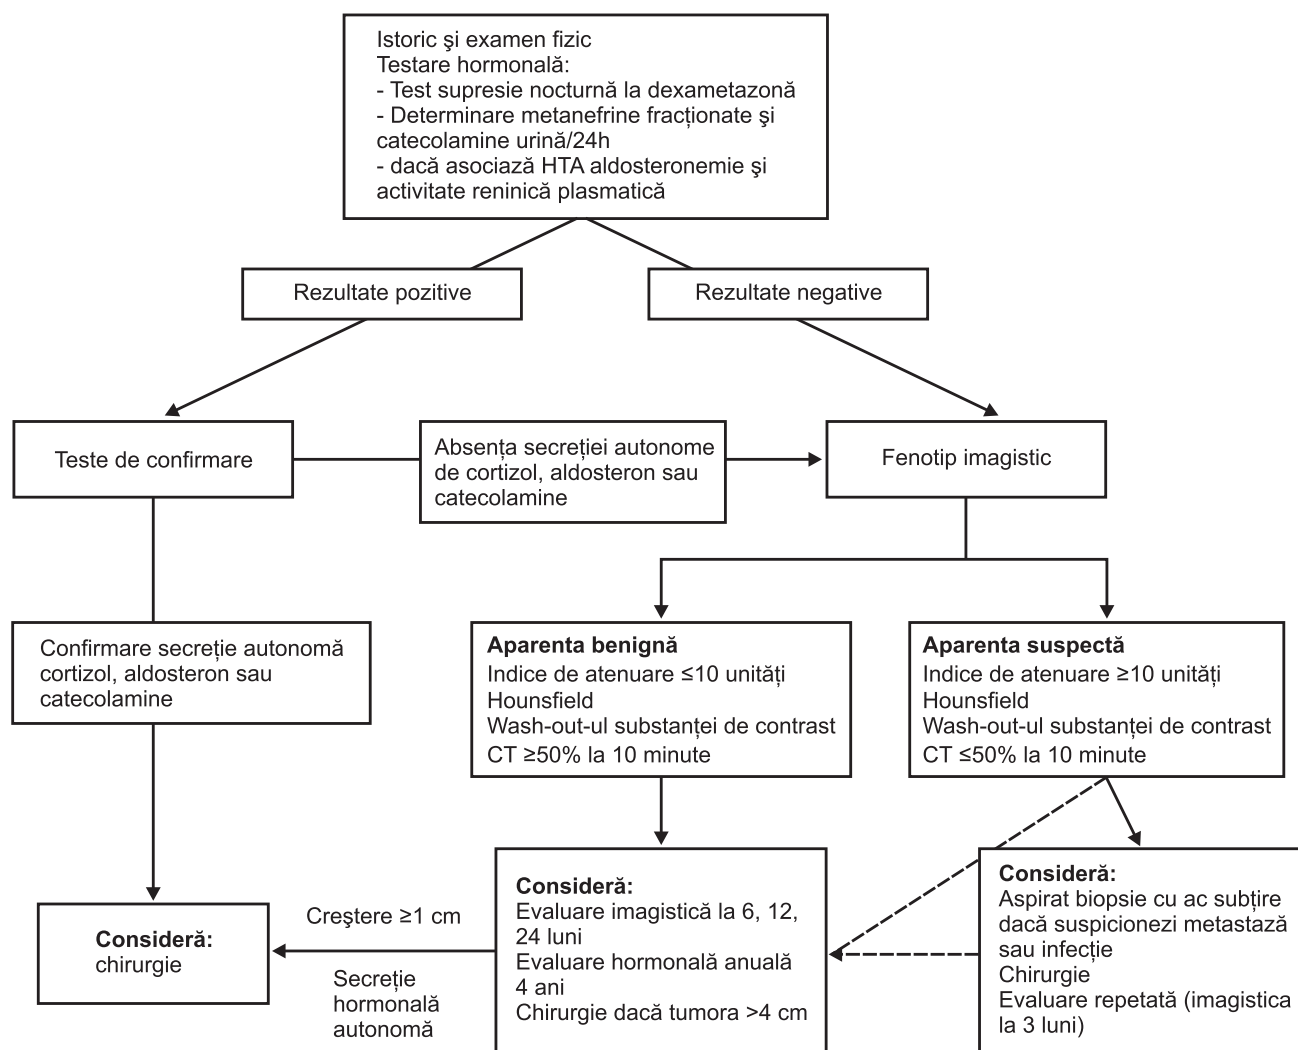 Istoric şi examen fizic
Testare hormonală:
- Test supresie nocturnă la dexametazonă
- Determinare metanefrine fracționate şi
catecolamine urină/24h
- dacă asociază HTA aldosteronemie şi
activitate reninică plasmatică
Rezultate pozitive
Rezultate negative
Teste de confirmare
Absența secreției autonome
de cortizol, aldosteron sau
catecolamine
Fenotip imagistic
Confirmare secreție autonomă
cortizol, aldosteron sau
catecolamine
Aparenta benignă
Indice de atenuare ≤10 unități
Hounsfield
Wash-out-ul substanței de contrast
CT ≥50% la 10 minute
Aparenta suspectă
Indice de atenuare ≥10 unități
Hounsfield
Wash-out-ul substanței de contrast
CT ≤50% la 10 minute
Consideră:
chirurgie
Creştere ≥1 cm
Secreție
hormonală
autonomă
Consideră:
Evaluare imagistică la 6, 12,
24 luni
Evaluare hormonală anuală
4 ani
Chirurgie dacă tumora >4 cm
Consideră:
Aspirat biopsie cu ac subțire
dacă suspicionezi metastază
sau infecție
Chirurgie
Evaluare repetată (imagistica
la 3 luni)